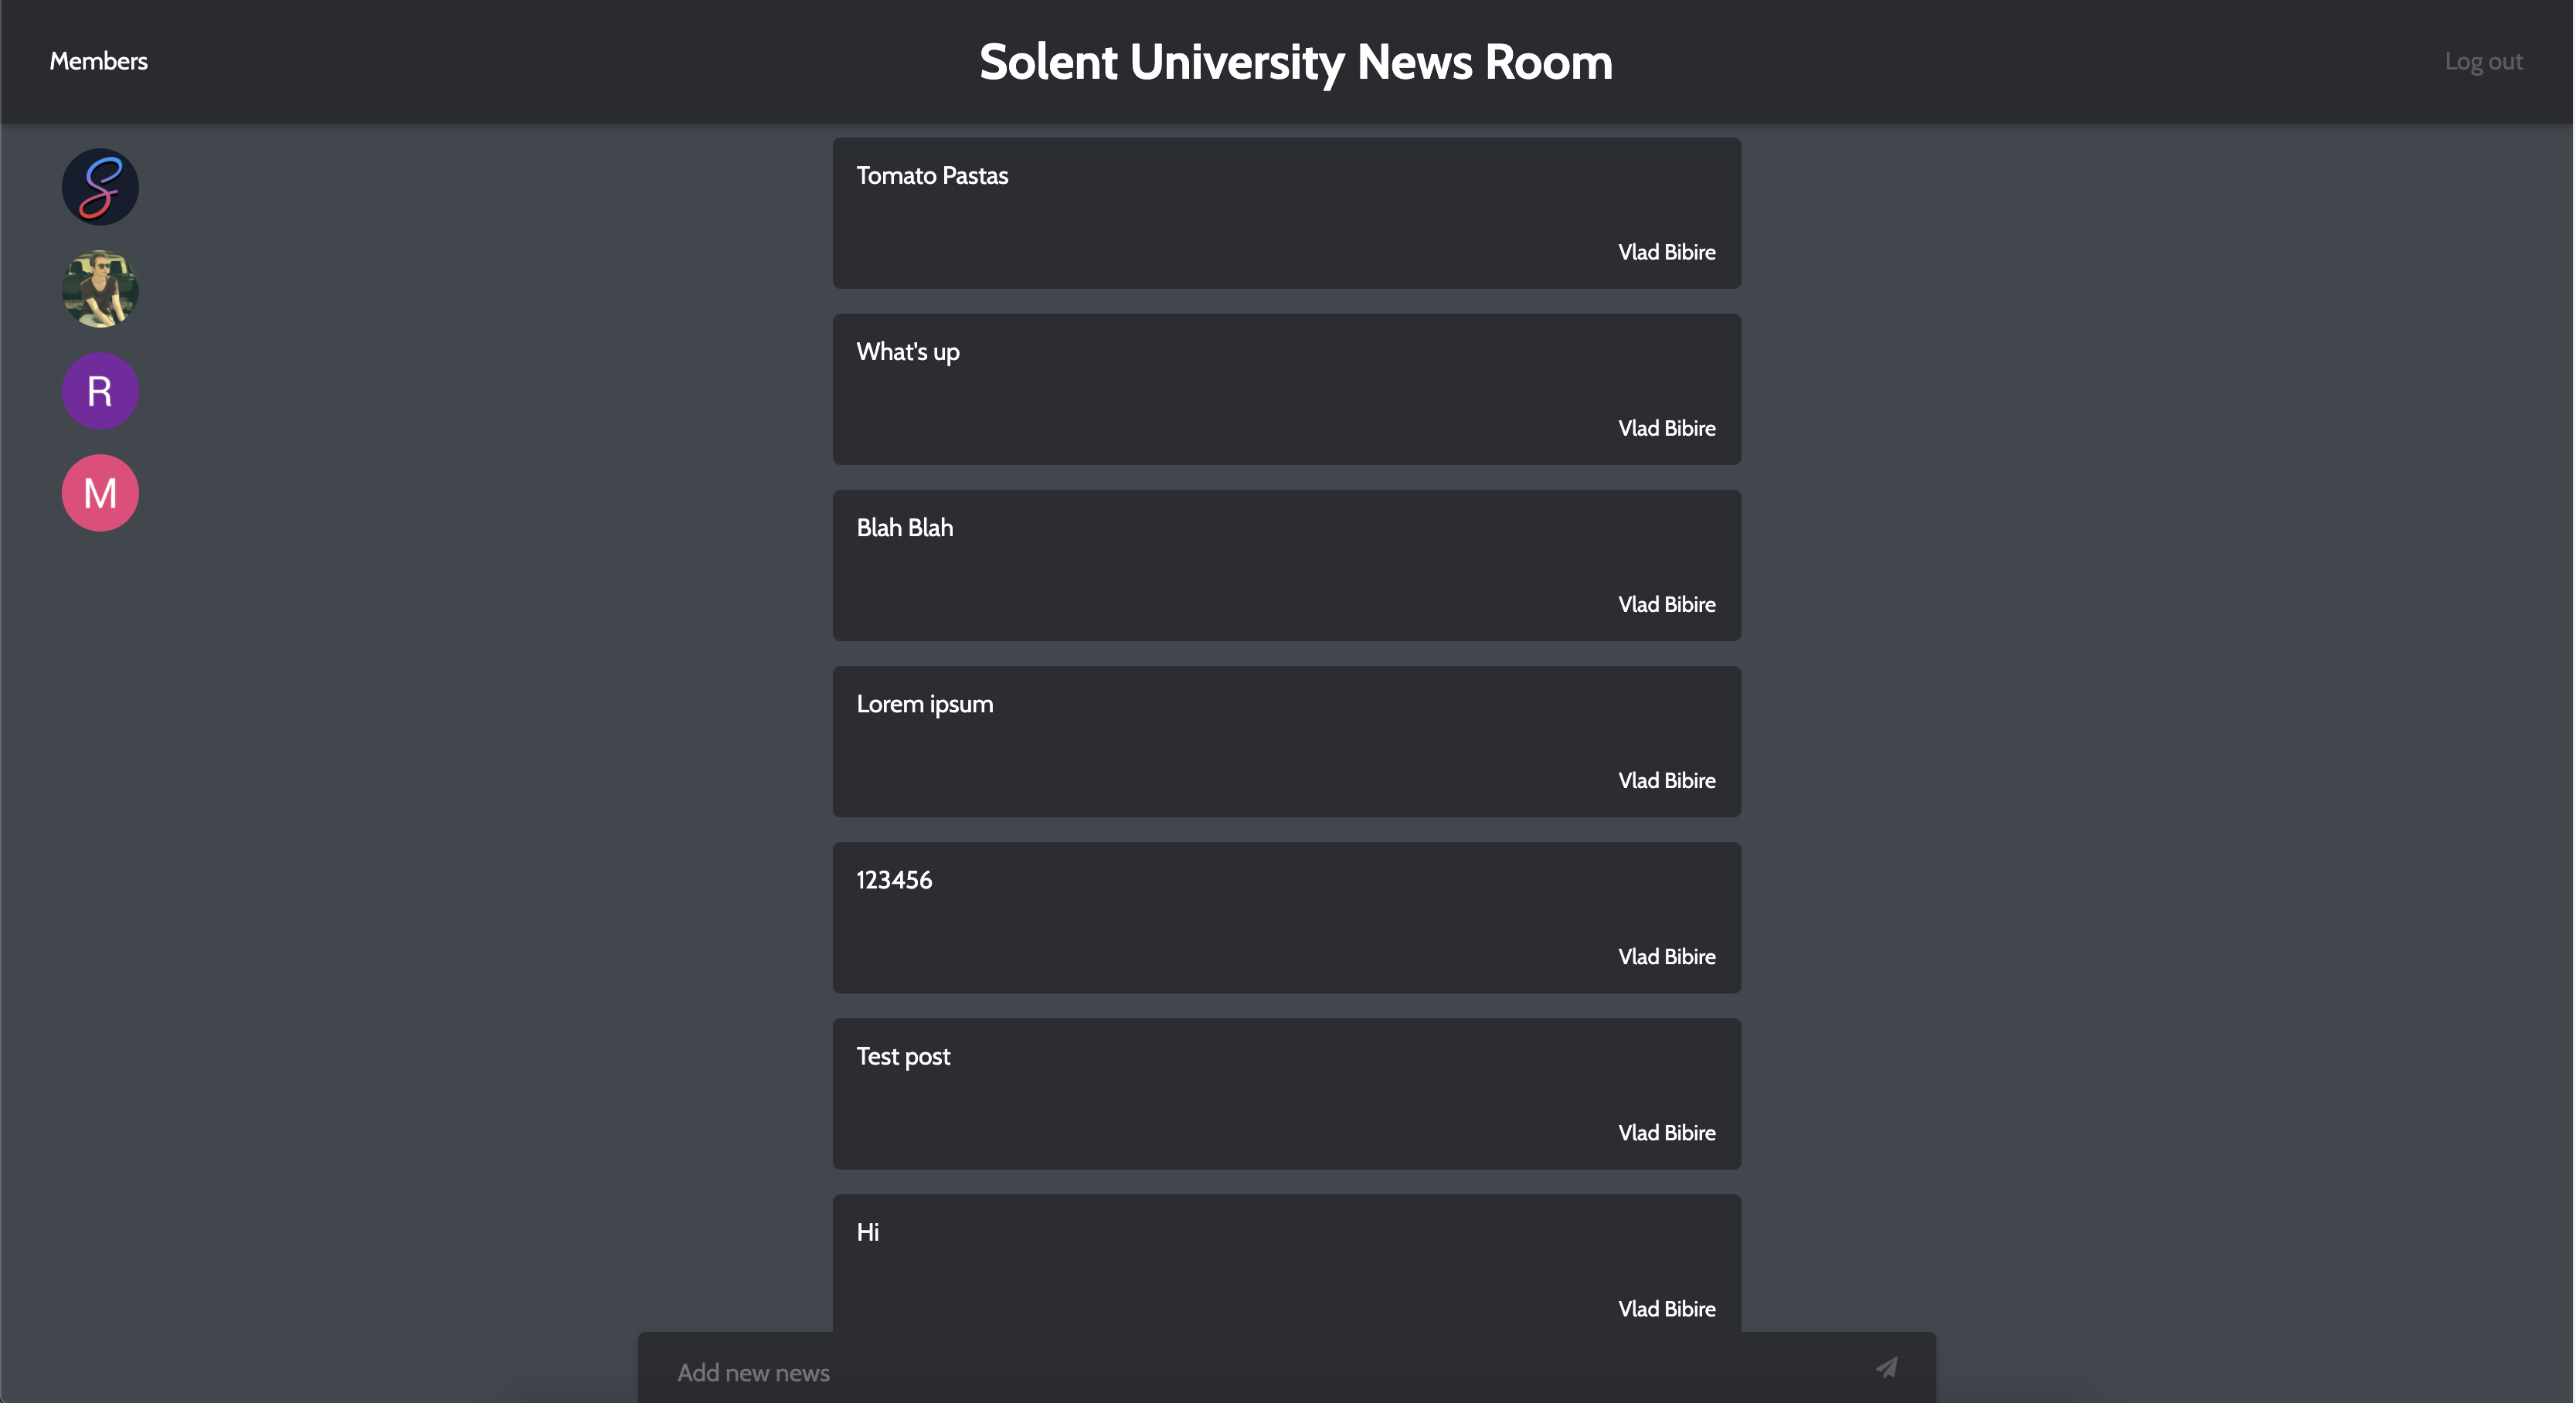 Members
Solent University News Room
Log out
S
R
M
Tomato Pastas
Vlad Bibire
What's up
Vlad Bibire
Blah Blah
Vlad Bibire
Lorem ipsum
Vlad Bibire
123456
Vlad Bibire
Test post
Vlad Bibire
Hi
Vlad Bibire
Add new news